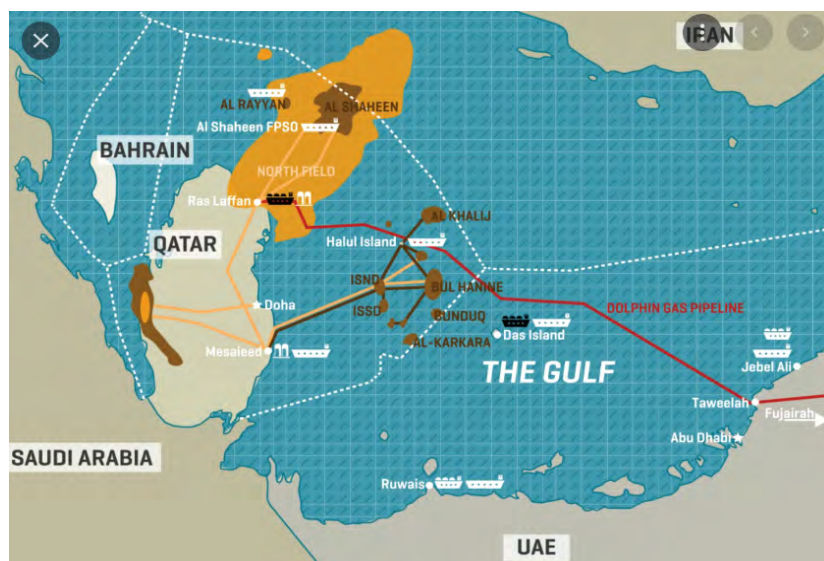 IRAN
AL RAYYAN
AL SHAHEEN
Al Shaheen FPSO
BAHRAIN
NORTH FIELD
Ras Laffan
AL KHALIJ
QATAR
Halul Island
ISND
BUL HANINE
Doha
ISSD
BUNDUQ
DOLPHIN GAS PIPELINE
Das Island
AL-KARKARA
Mesaieed
THE GULF
Jebel Ali
Taweelah
Fujairah
Abu Dhabi
SAUDI ARABIA
Ruwais
UAE